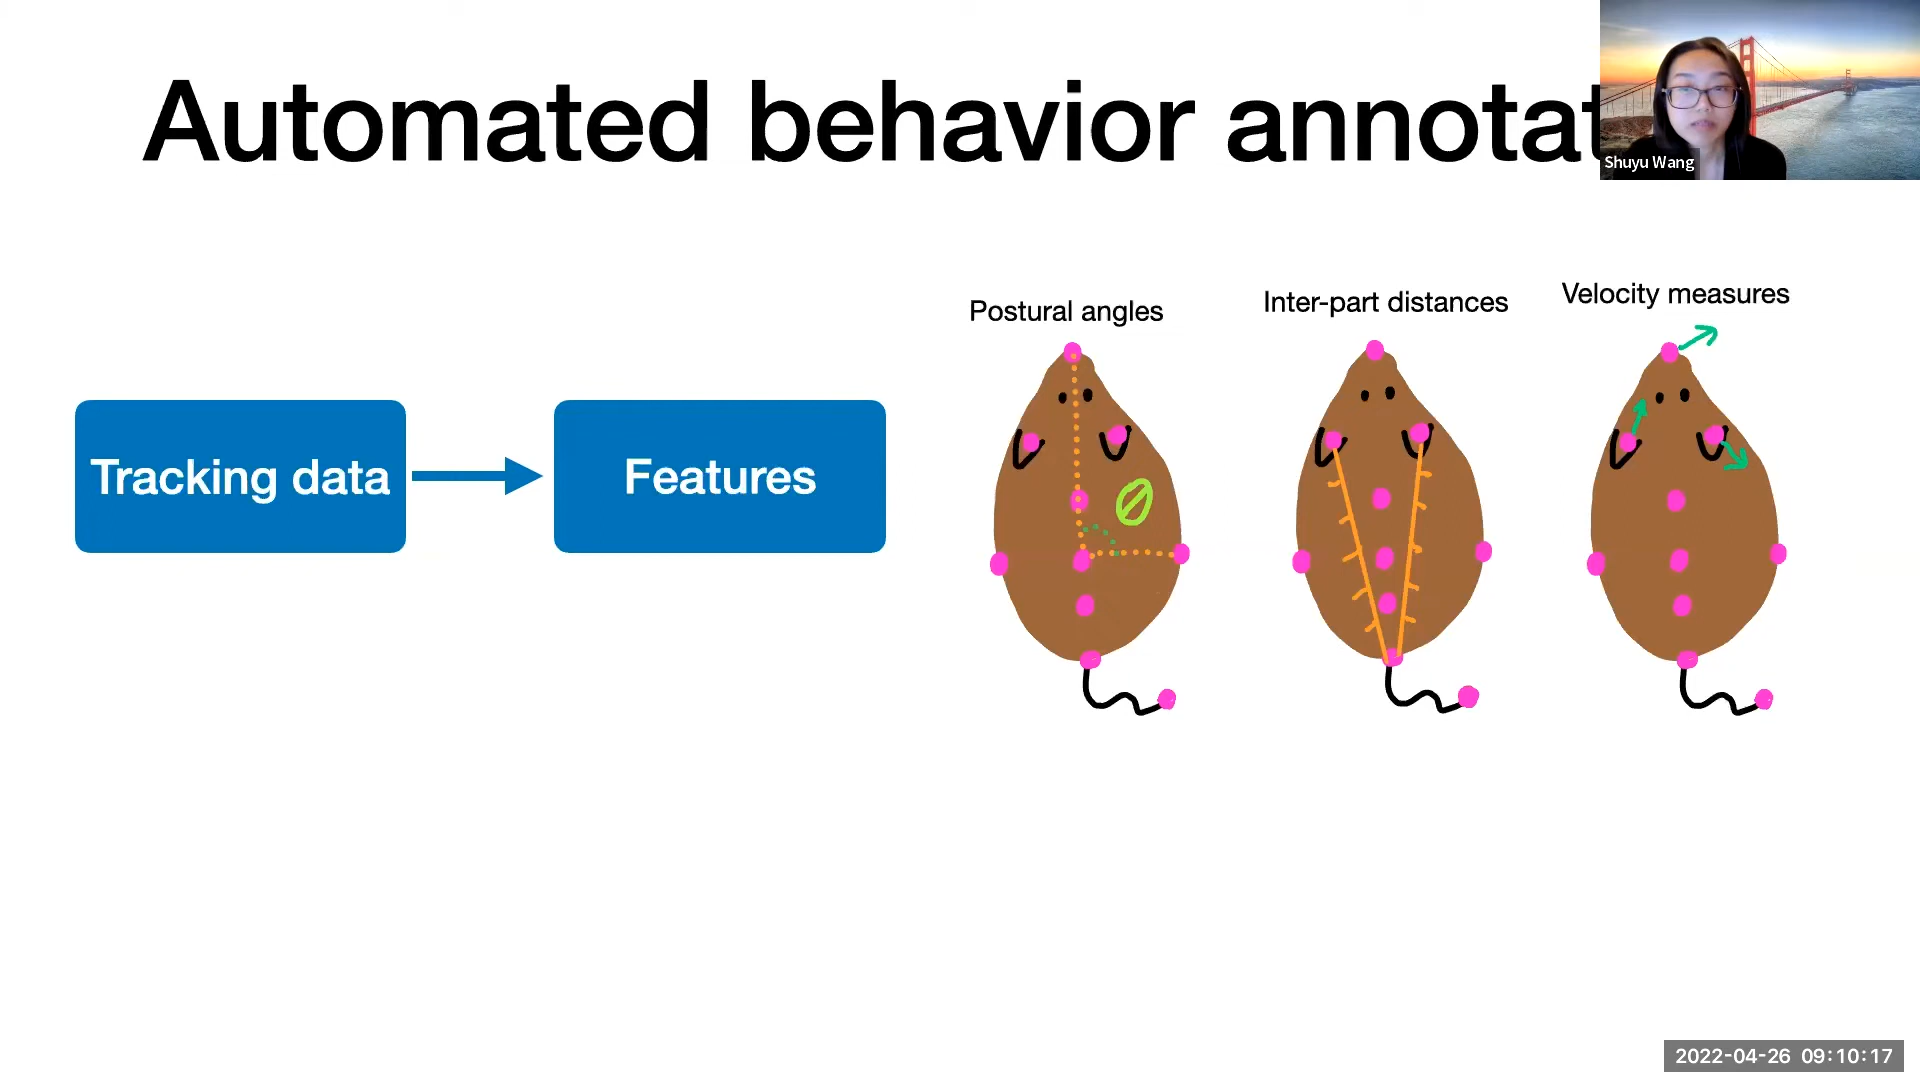 Automated behavior annotat
Shuyu Wang
Postural angles
Inter-part distances
Velocity measures
Tracking data
Features
2022-04-26 09:10:17